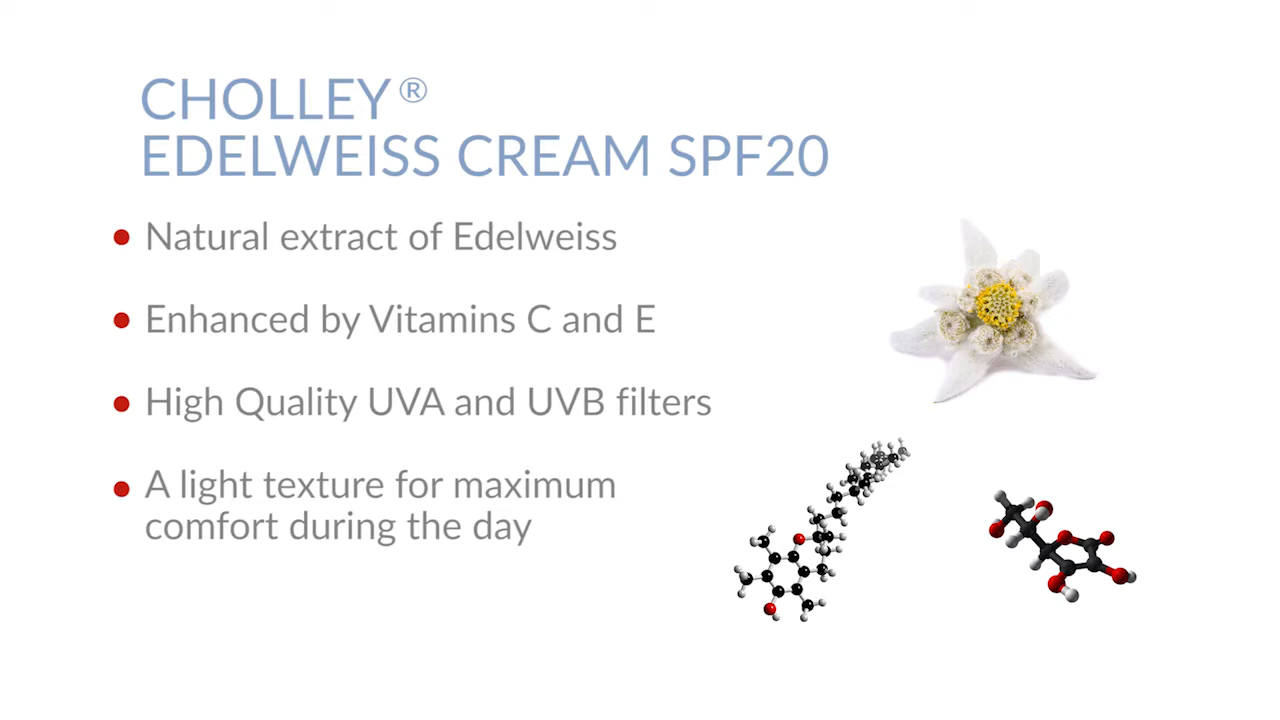 CHOLLEY®
EDELWEISS CREAM SPF20
• Natural extract of Edelweiss
• Enhanced by Vitamins C and E
• High Quality UVA and UVB filters
• A light texture for maximum
comfort during the day